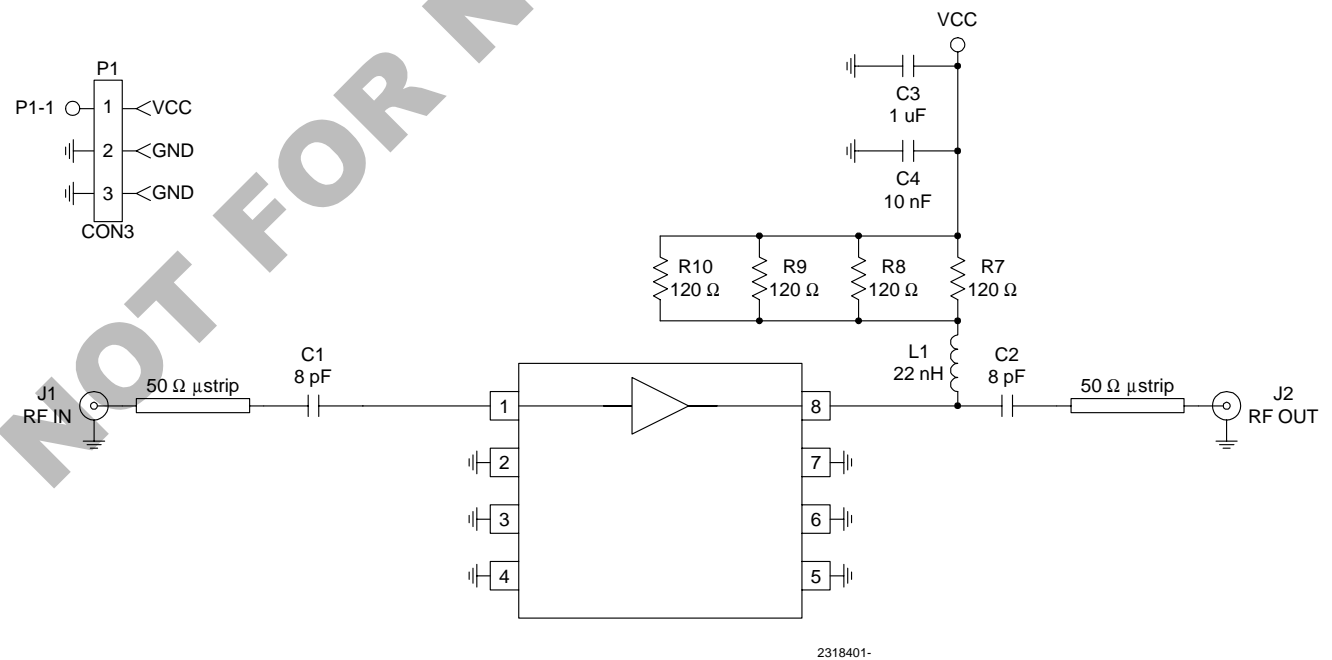 NOT FOR N
VCC
P1
P1-1
1
VCC
2
GND
3
GND
CON3
C3
1 uF
C4
10 nF
R10
120 Ω
R9
120 Ω
R8
120 Ω
R7
120 Ω
L1
22 nH
J1
RF IN
50 Ω µstrip
C1
8 pF
1
8
C2
8 pF
50 Ω µstrip
J2
RF OUT
2
7
3
6
4
5
2318401-